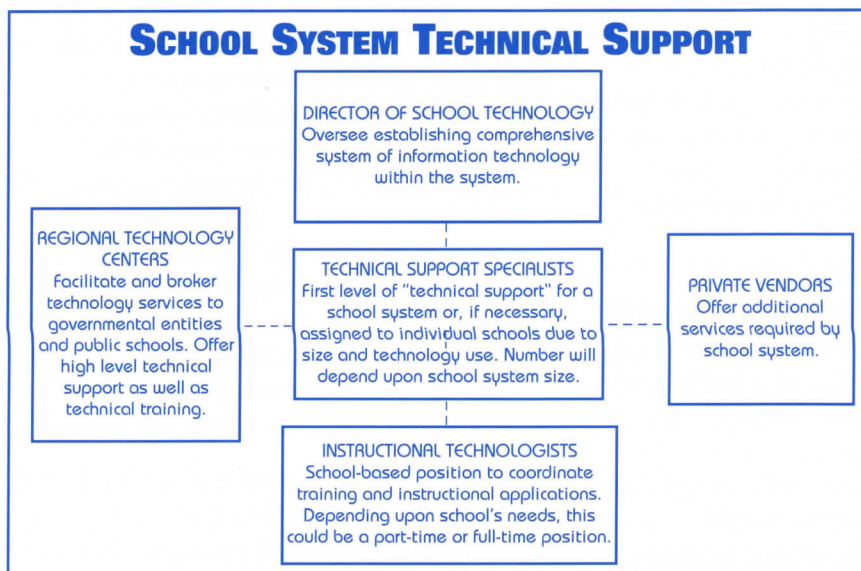 SCHOOL SYSTEM TECHNICAL SUPPORT
DIRECTOR OF SCHOOL TECHNOLOGY
Oversee establishing comprehensive
system of information technology
within the system.
REGIONAL TECHNOLOGY
CENTERS
Facilitate and broker
technology services to
governmental entities
and public schools. Offer
high level technical
support as well as
technical training.
TECHNICAL SUPPORT SPECIALISTS
First level of "technical support" for a
school system or, if necessary,
assigned to individual schools due to
size and technology use. Number will
depend upon school system size.
PRIVATE VENDORS
Offer additional
services required by
school system.
INSTRUCTIONAL TECHNOLOGISTS
School-based position to coordinate
training and instructional applications.
Depending upon school's needs, this
could be a part-time or full-time position.